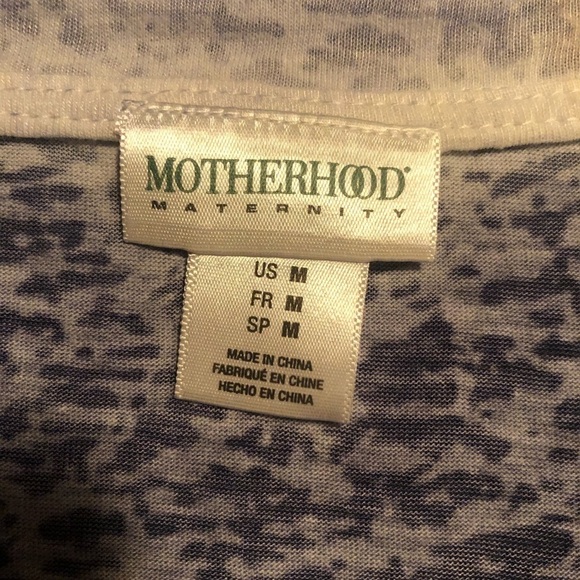 MOTHERHOOD®
MATERNITY
US M
FR M
SP M
MADE IN CHINA
FABRIQUÉ EN CHINE
HECHO EN CHINA